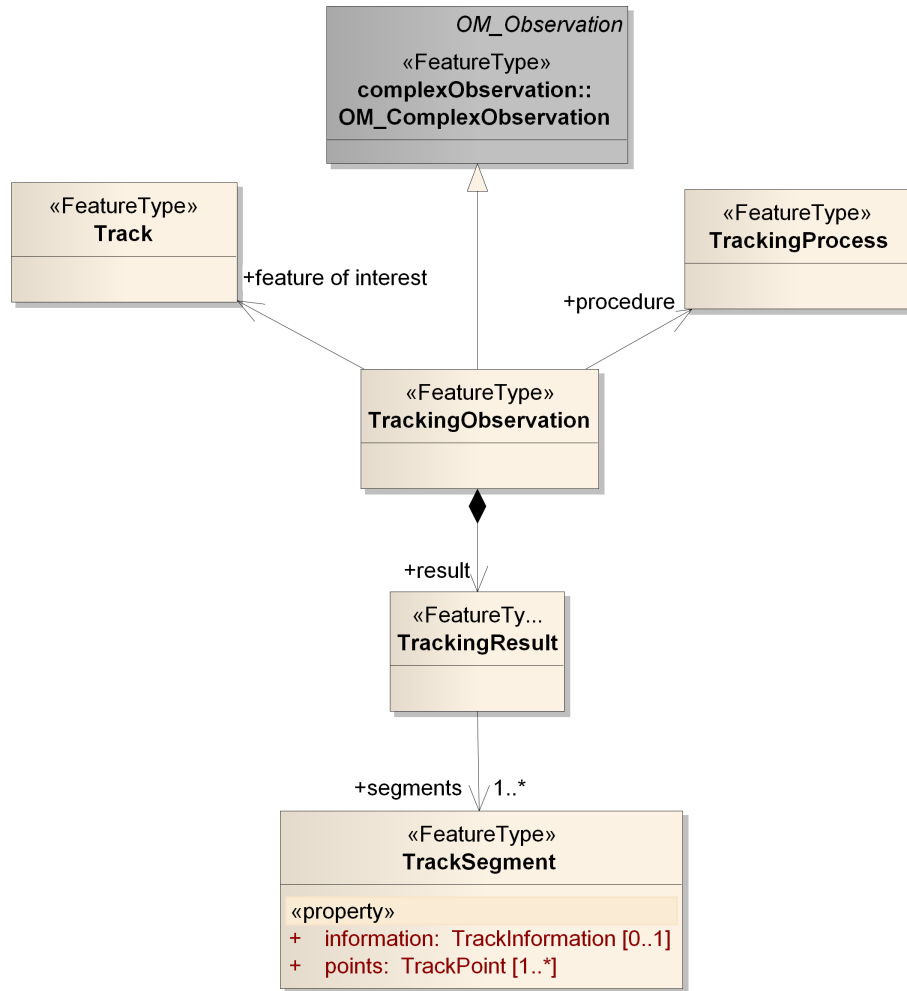 OM_Observation
«FeatureType»
complexObservation::
OM_ComplexObservation
«FeatureType»
Track
«FeatureType»
TrackingProcess
+feature of interest
+procedure
«FeatureType»
TrackingObservation
+result
«FeatureTy...
TrackingResult
+segments 1..*
«FeatureType»
TrackSegment
«property»
+ information: TrackInformation [0..1]
+ points: TrackPoint [1..*]